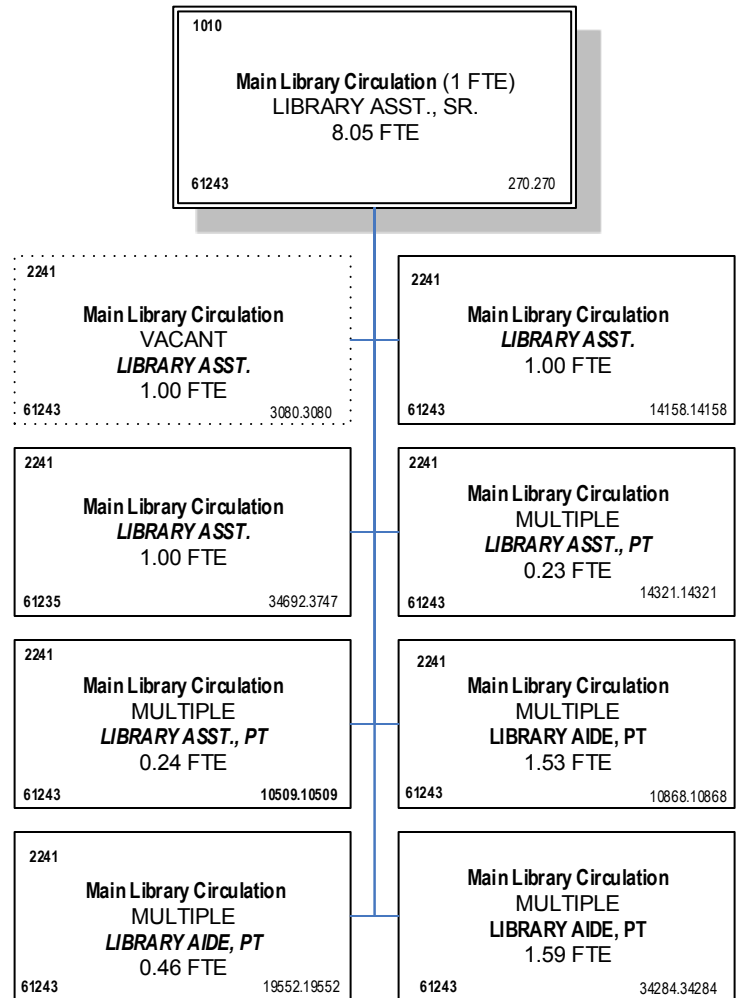 1010
Main Library Circulation (1 FTE)
LIBRARY ASST., SR.
8.05 FTE
61243 270.270
2241
Main Library Circulation
VACANT
LIBRARY ASST.
1.00 FTE
61243 3080.3080
2241
Main Library Circulation
LIBRARY ASST.
1.00 FTE
61243 14158.14158
2241
Main Library Circulation
LIBRARY ASST.
1.00 FTE
61235 34692.3747
2241
Main Library Circulation
MULTIPLE
LIBRARY ASST., PT
0.23 FTE
14321.14321
61243
2241
Main Library Circulation
MULTIPLE
LIBRARY ASST., PT
0.24 FTE
61243 10509.10509
2241
Main Library Circulation
MULTIPLE
LIBRARY AIDE, PT
1.53 FTE
61243 10868.10868
2241
Main Library Circulation
MULTIPLE
LIBRARY AIDE, PT
0.46 FTE
61243 19552.19552
Main Library Circulation
MULTIPLE
LIBRARY AIDE, PT
1.59 FTE
61243 34284.34284